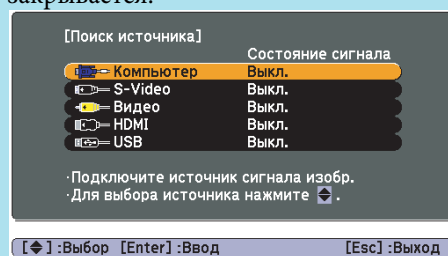 закрывается.
[Поиск источника]
Состояние сигнала
Компьютер Выкл.
S-Video Выкл.
Видео Выкл.
HDMI Выкл.
USB Выкл.
·Подключите источник сигнала изобр.
·Для выбора источника нажмите .
[ ] :Выбор [Enter] :Ввод [Esc] :Выход